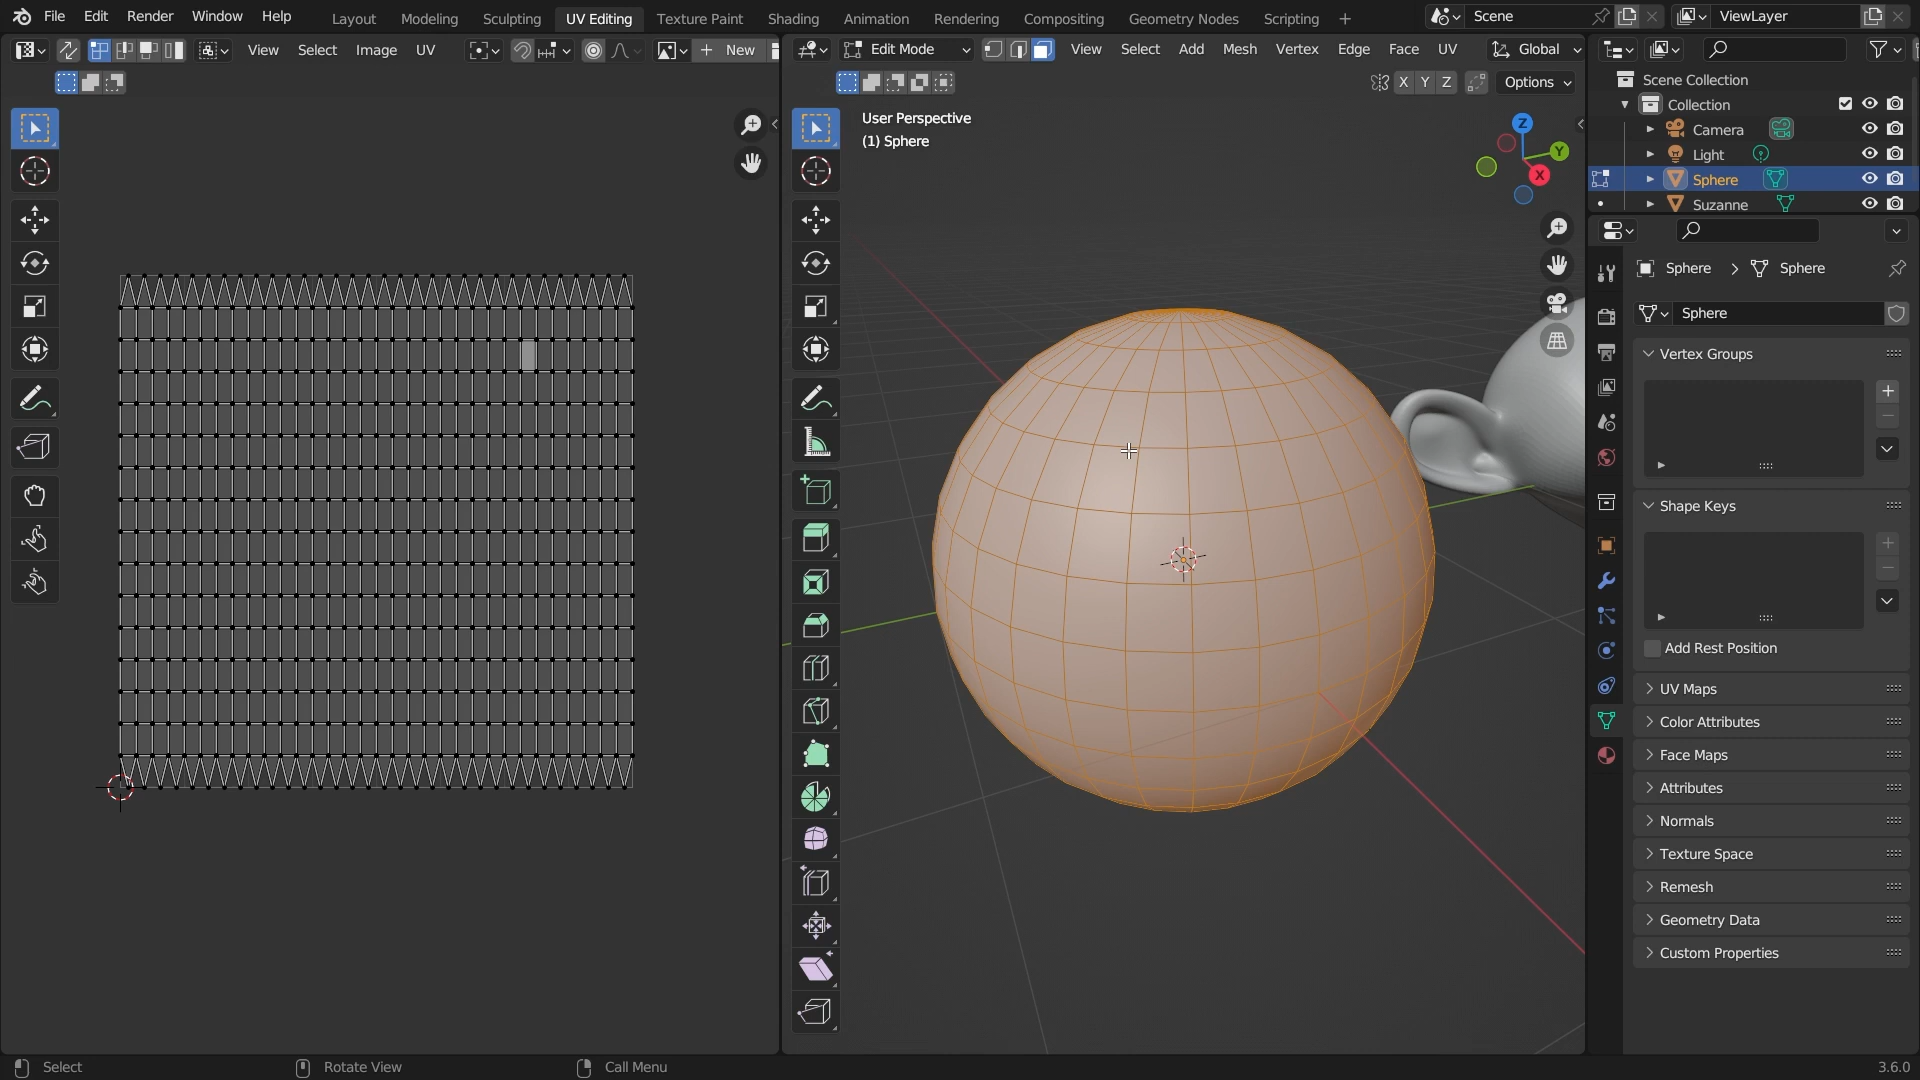 File Edit Render Window Help Layout Modeling Sculpting UV Editing Texture Paint Shading Animation Rendering Compositing Geometry Nodes Scripting + Scene ViewLayer
View Select Image UV + New
Edit Mode View Select Add Mesh Vertex Edge Face UV Global
X Y Z Options
User Perspective
(1) Sphere
Z
Y
X
Scene Collection
Collection
Camera
Light
Sphere
Suzanne
Sphere > Sphere
Sphere
Vertex Groups
Shape Keys
Add Rest Position
UV Maps
Color Attributes
Face Maps
Attributes
Normals
Texture Space
Remesh
Geometry Data
Custom Properties
Select Rotate View Call Menu 3.6.0